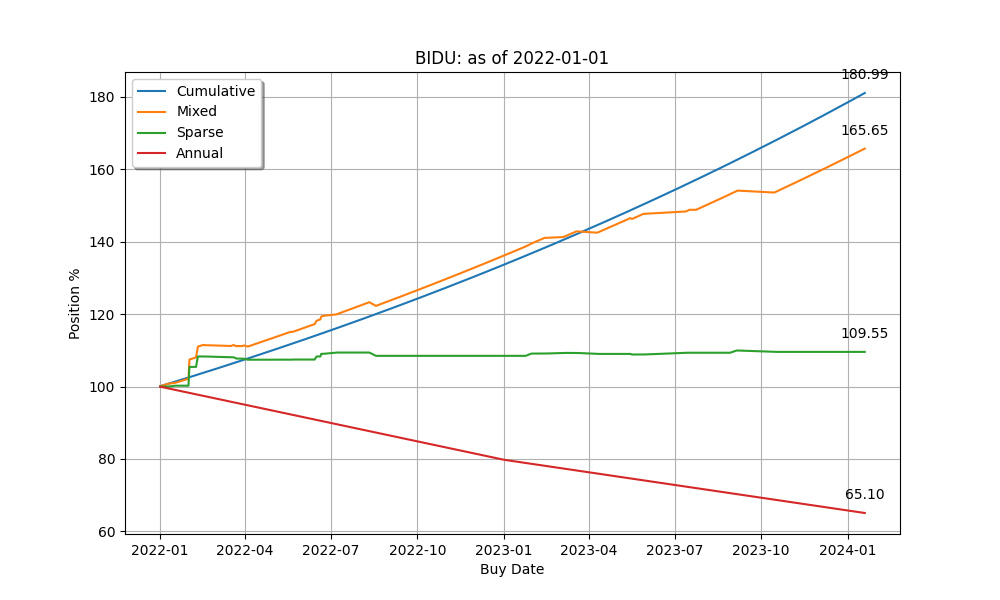 BIDU: as of 2022-01-01
180.99
165.65
109.55
65.10
Cumulative
Mixed
Sparse
Annual
Position %
180
160
140
120
100
80
60
2022-01 2022-04 2022-07 2022-10 2023-01 2023-04 2023-07 2023-10 2024-01
Buy Date